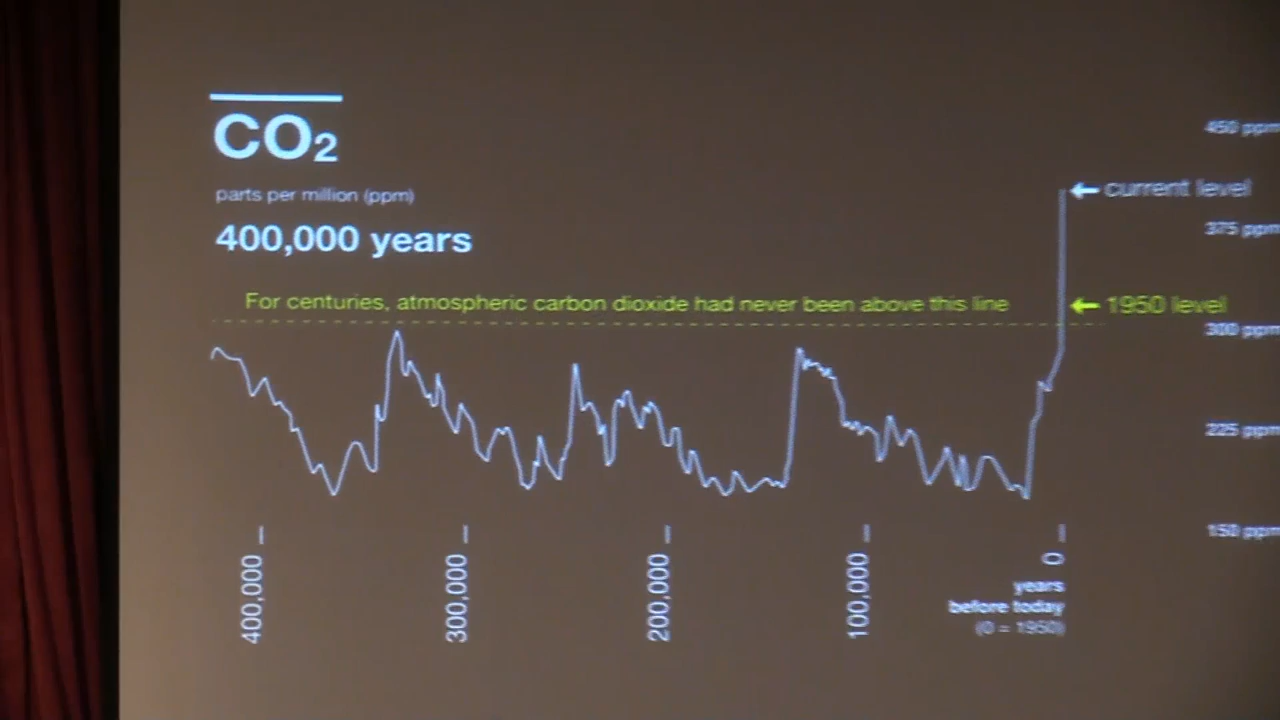 CO2
parts per million (ppm)
400,000 years
For centuries, atmospheric carbon dioxide had never been above this line
450 ppm
current level
375 ppm
1950 level
300 ppm
225 ppm
150 ppm
400,000
300,000
200,000
100,000
0
years
before today
(0 = 1950)